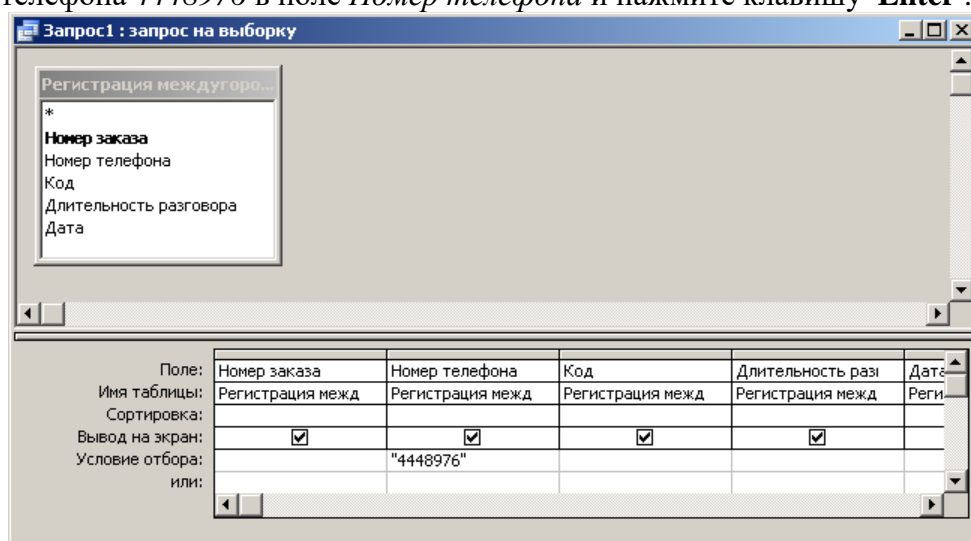 телефона 4448976 в поле Номер телефона и нажмите клавишу 'Enter'.
Запрос1 : запрос на выборку
Регистрация междугоро...
*
Номер заказа
Номер телефона
Код
Длительность разговора
Дата
Поле: Номер заказа Номер телефона Код Длительность разг Дата
Имя таблицы: Регистрация межд Регистрация межд Регистрация межд Регистрация межд Реги
Сортировка:
Вывод на экран:
Условие отбора: "4448976"
или: